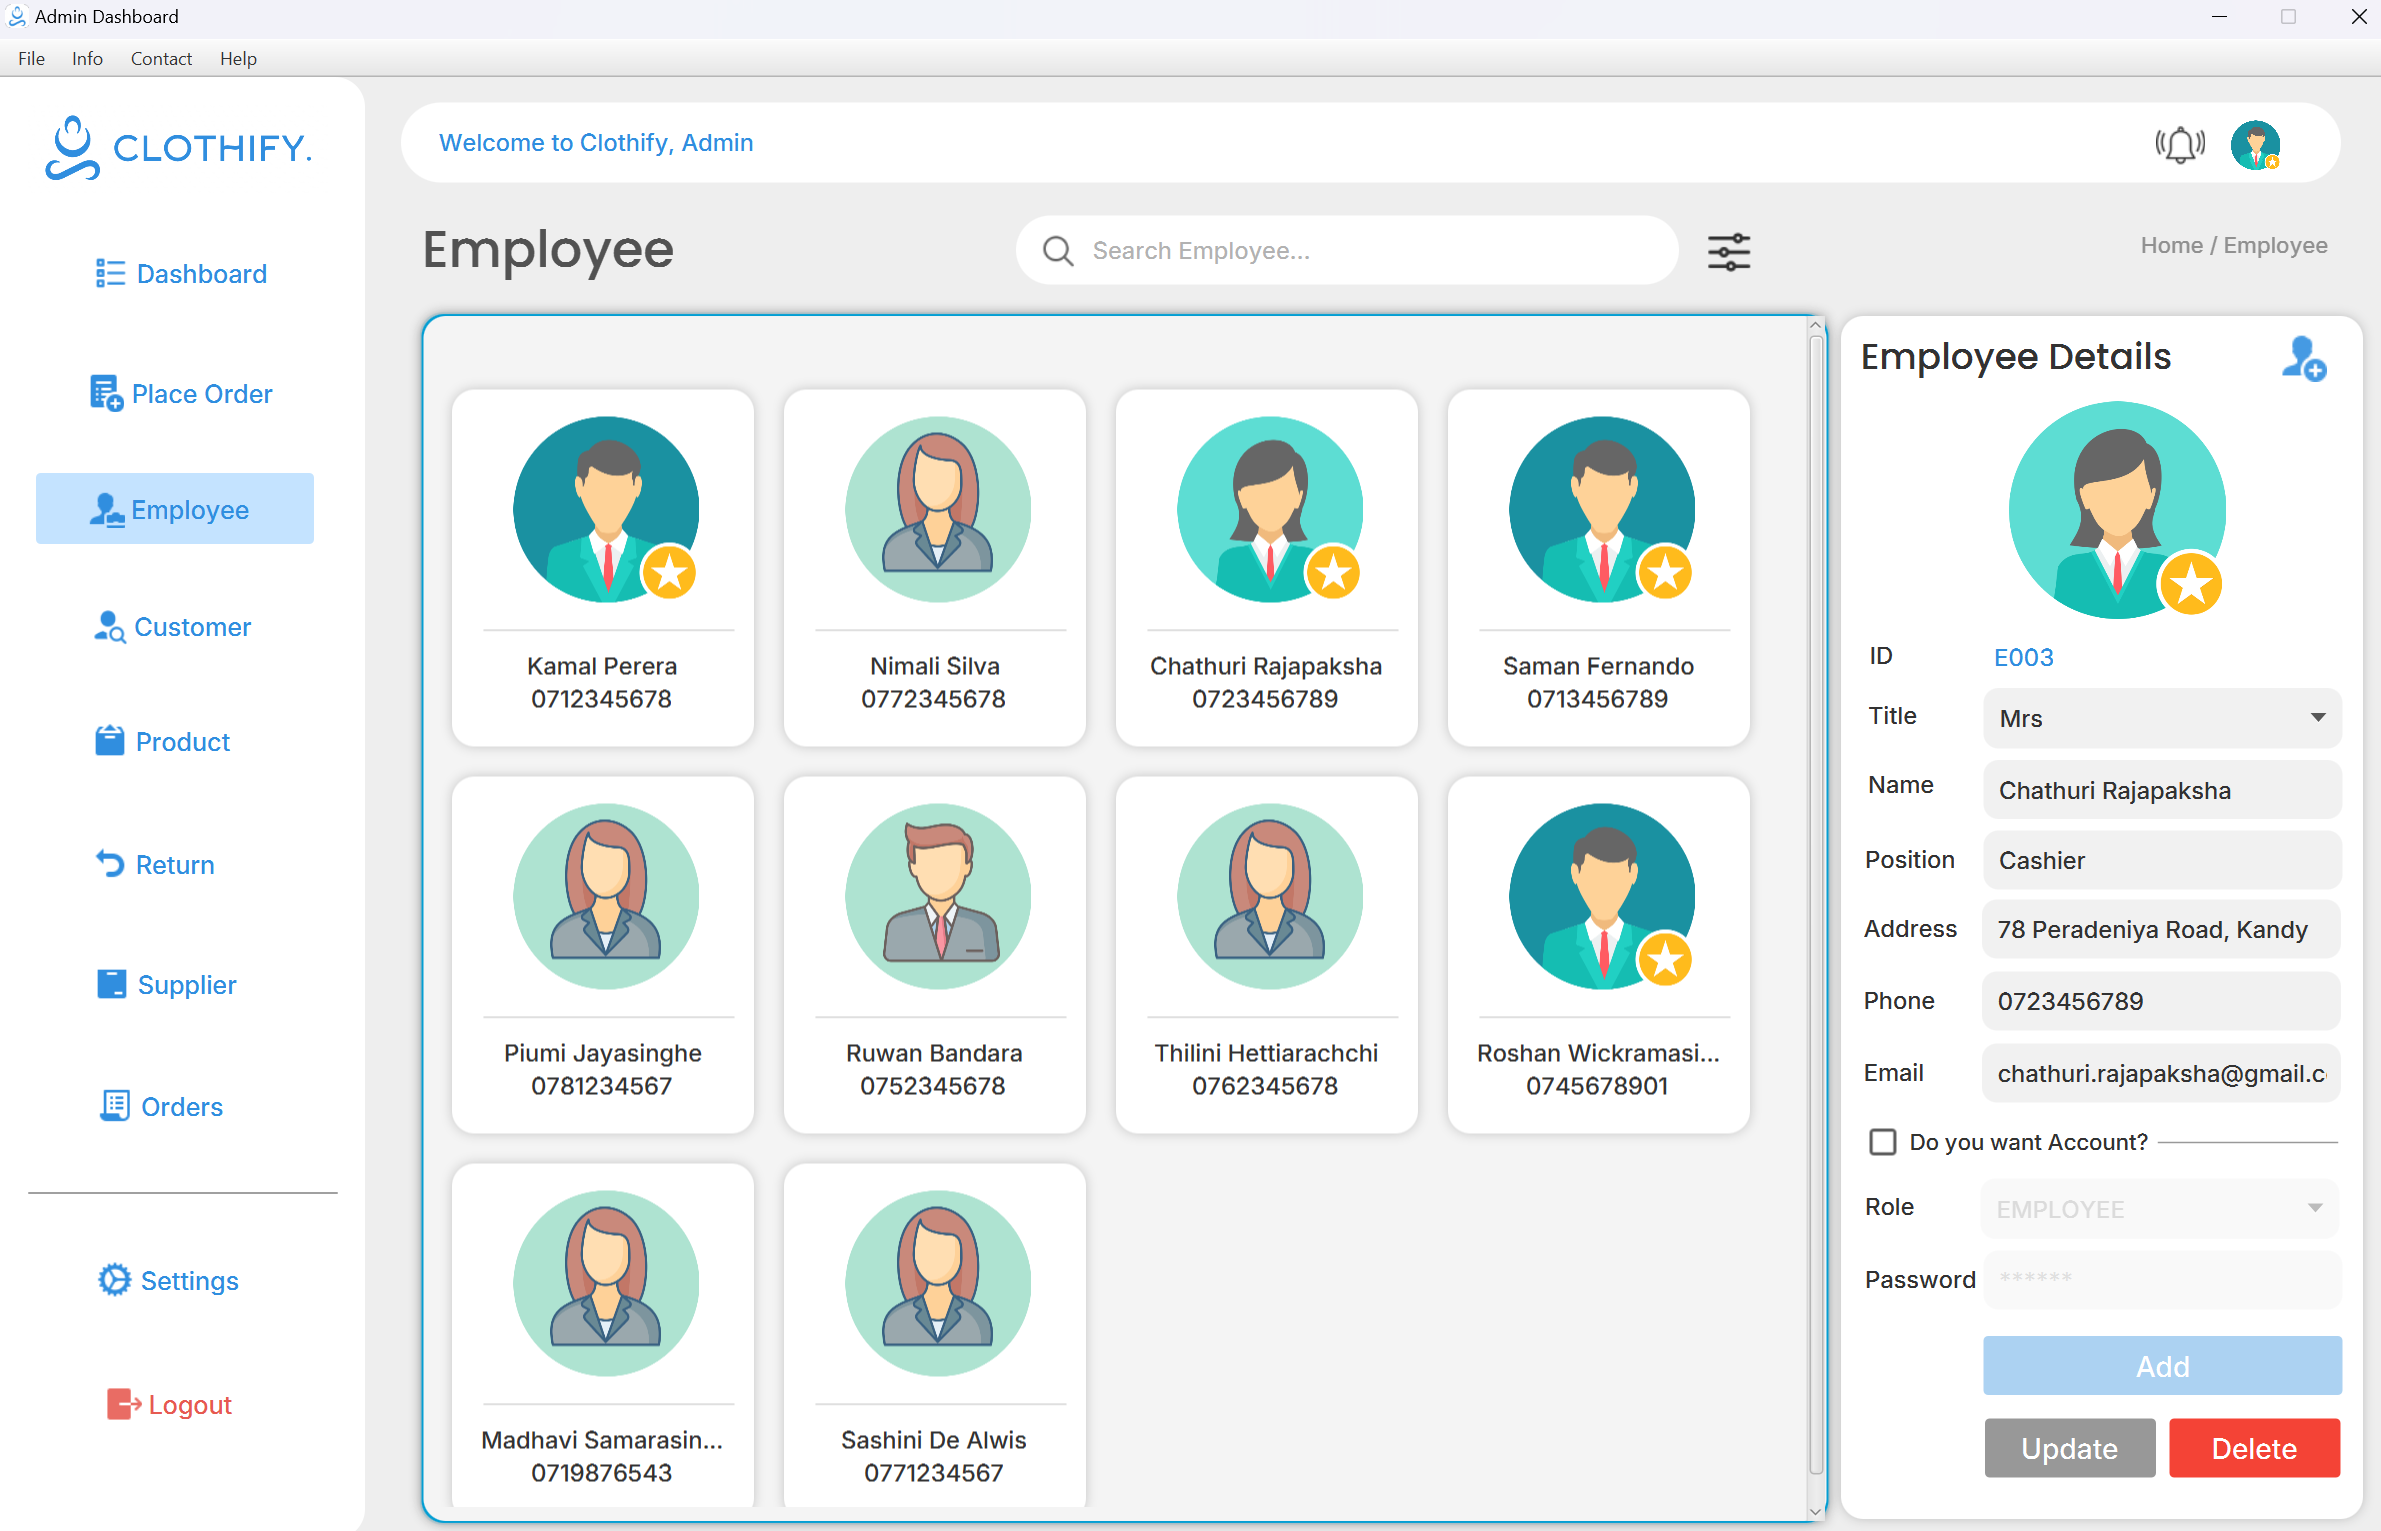 Admin Dashboard
File Info Contact Help
CLOTHIFY.
Welcome to Clothify, Admin
Dashboard
Place Order
Employee
Customer
Product
Return
Supplier
Orders
Settings
Logout
Employee
Search Employee...
Home / Employee
Kamal Perera
0712345678
Nimali Silva
0772345678
Chathuri Rajapaksha
0723456789
Saman Fernando
0713456789
Piumi Jayasinghe
0781234567
Ruwan Bandara
0752345678
Thilini Hettiarachchi
0762345678
Roshan Wickramasi...
0745678901
Madhavi Samarasin...
0719876543
Sashini De Alwis
0771234567
Employee Details
ID E003
Title Mrs
Name Chathuri Rajapaksha
Position Cashier
Address 78 Peradeniya Road, Kandy
Phone 0723456789
Email chathuri.rajapaksha@gmail.c
Do you want Account?
Role EMPLOYEE
Password ******
Add
Update Delete